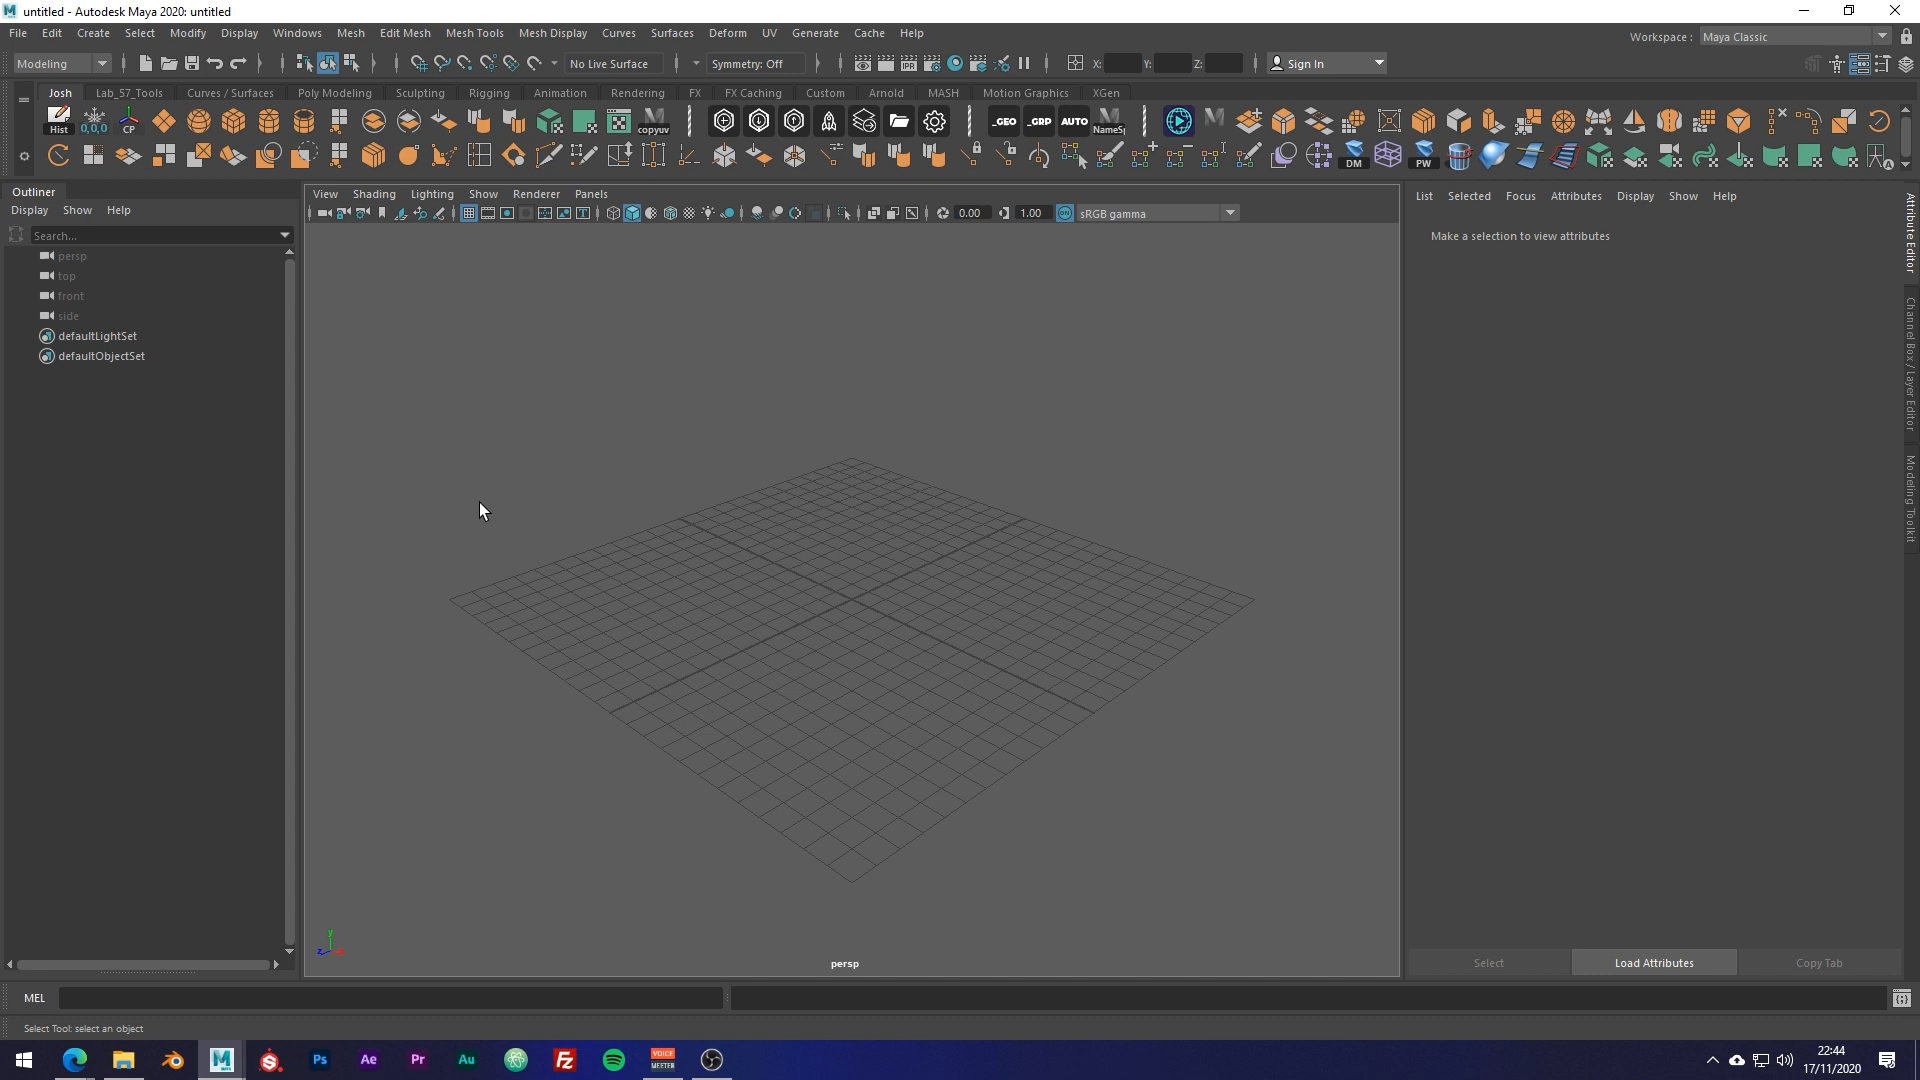 untitled - Autodesk Maya 2020: untitled
File Edit Create Select Modify Display Windows Mesh Edit Mesh Mesh Tools Mesh Display Curves Surfaces Deform UV Generate Cache Help
Workspace : Maya Classic
Modeling No Live Surface Symmetry: Off X: Y: Z: Sign In
Josh Lab_57_Tools Curves / Surfaces Poly Modeling Sculpting Rigging Animation Rendering FX FX Caching Custom Arnold MASH Motion Graphics XGen
Hist 0,0,0 CP copyuv _GEO _GRP AUTO NameSp
DM PW
Outliner
Display Show Help
Search...
persp
top
front
side
defaultLightSet
defaultObjectSet
View Shading Lighting Show Renderer Panels
0.00 1.00 ON sRGB gamma
y
z
persp
List Selected Focus Attributes Display Show Help
Make a selection to view attributes
Attribute Editor
Channel Box / Layer Editor
Modeling Toolkit
Select Load Attributes Copy Tab
MEL
Select Tool: select an object
Ps Ae Pr Au Fz VOICE MEETER
22:44
17/11/2020